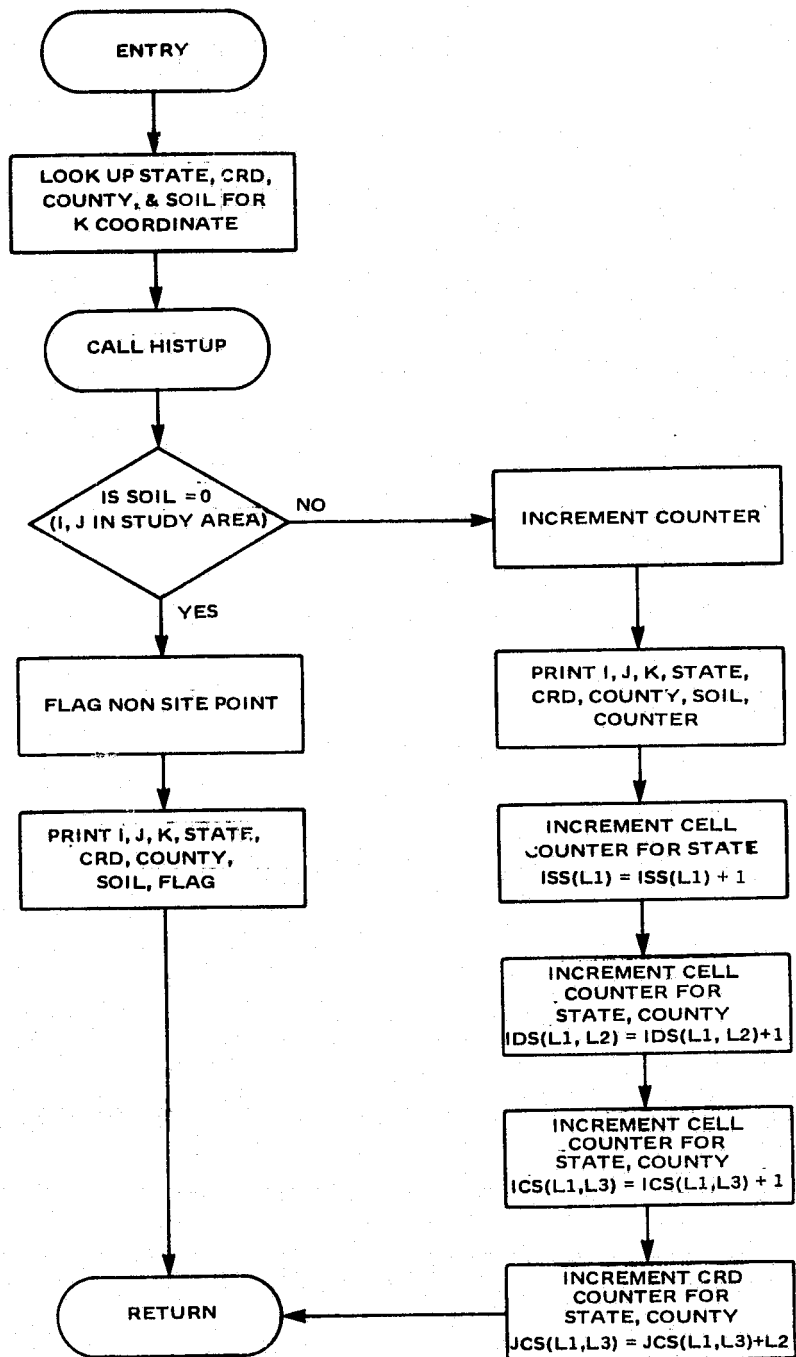 ENTRY
LOOK UP STATE, CRD,
COUNTY, & SOIL FOR
K COORDINATE
CALL HISTUP
IS SOIL = 0
(I, J IN STUDY AREA)
NO
YES
FLAG NON SITE POINT
PRINT I, J, K, STATE,
CRD, COUNTY,
SOIL, FLAG
RETURN
INCREMENT COUNTER
PRINT I, J, K, STATE,
CRD, COUNTY, SOIL,
COUNTER
INCREMENT CELL
COUNTER FOR STATE
ISS(L1) = ISS(L1) + 1
INCREMENT CELL
COUNTER FOR
STATE, COUNTY
IDS(L1, L2) = IDS(L1, L2)+1
INCREMENT CELL
COUNTER FOR
STATE, COUNTY
ICS(L1,L3) = ICS(L1,L3) + 1
INCREMENT CRD
COUNTER FOR
STATE, COUNTY
JCS(L1,L3) = JCS(L1,L3)+L2